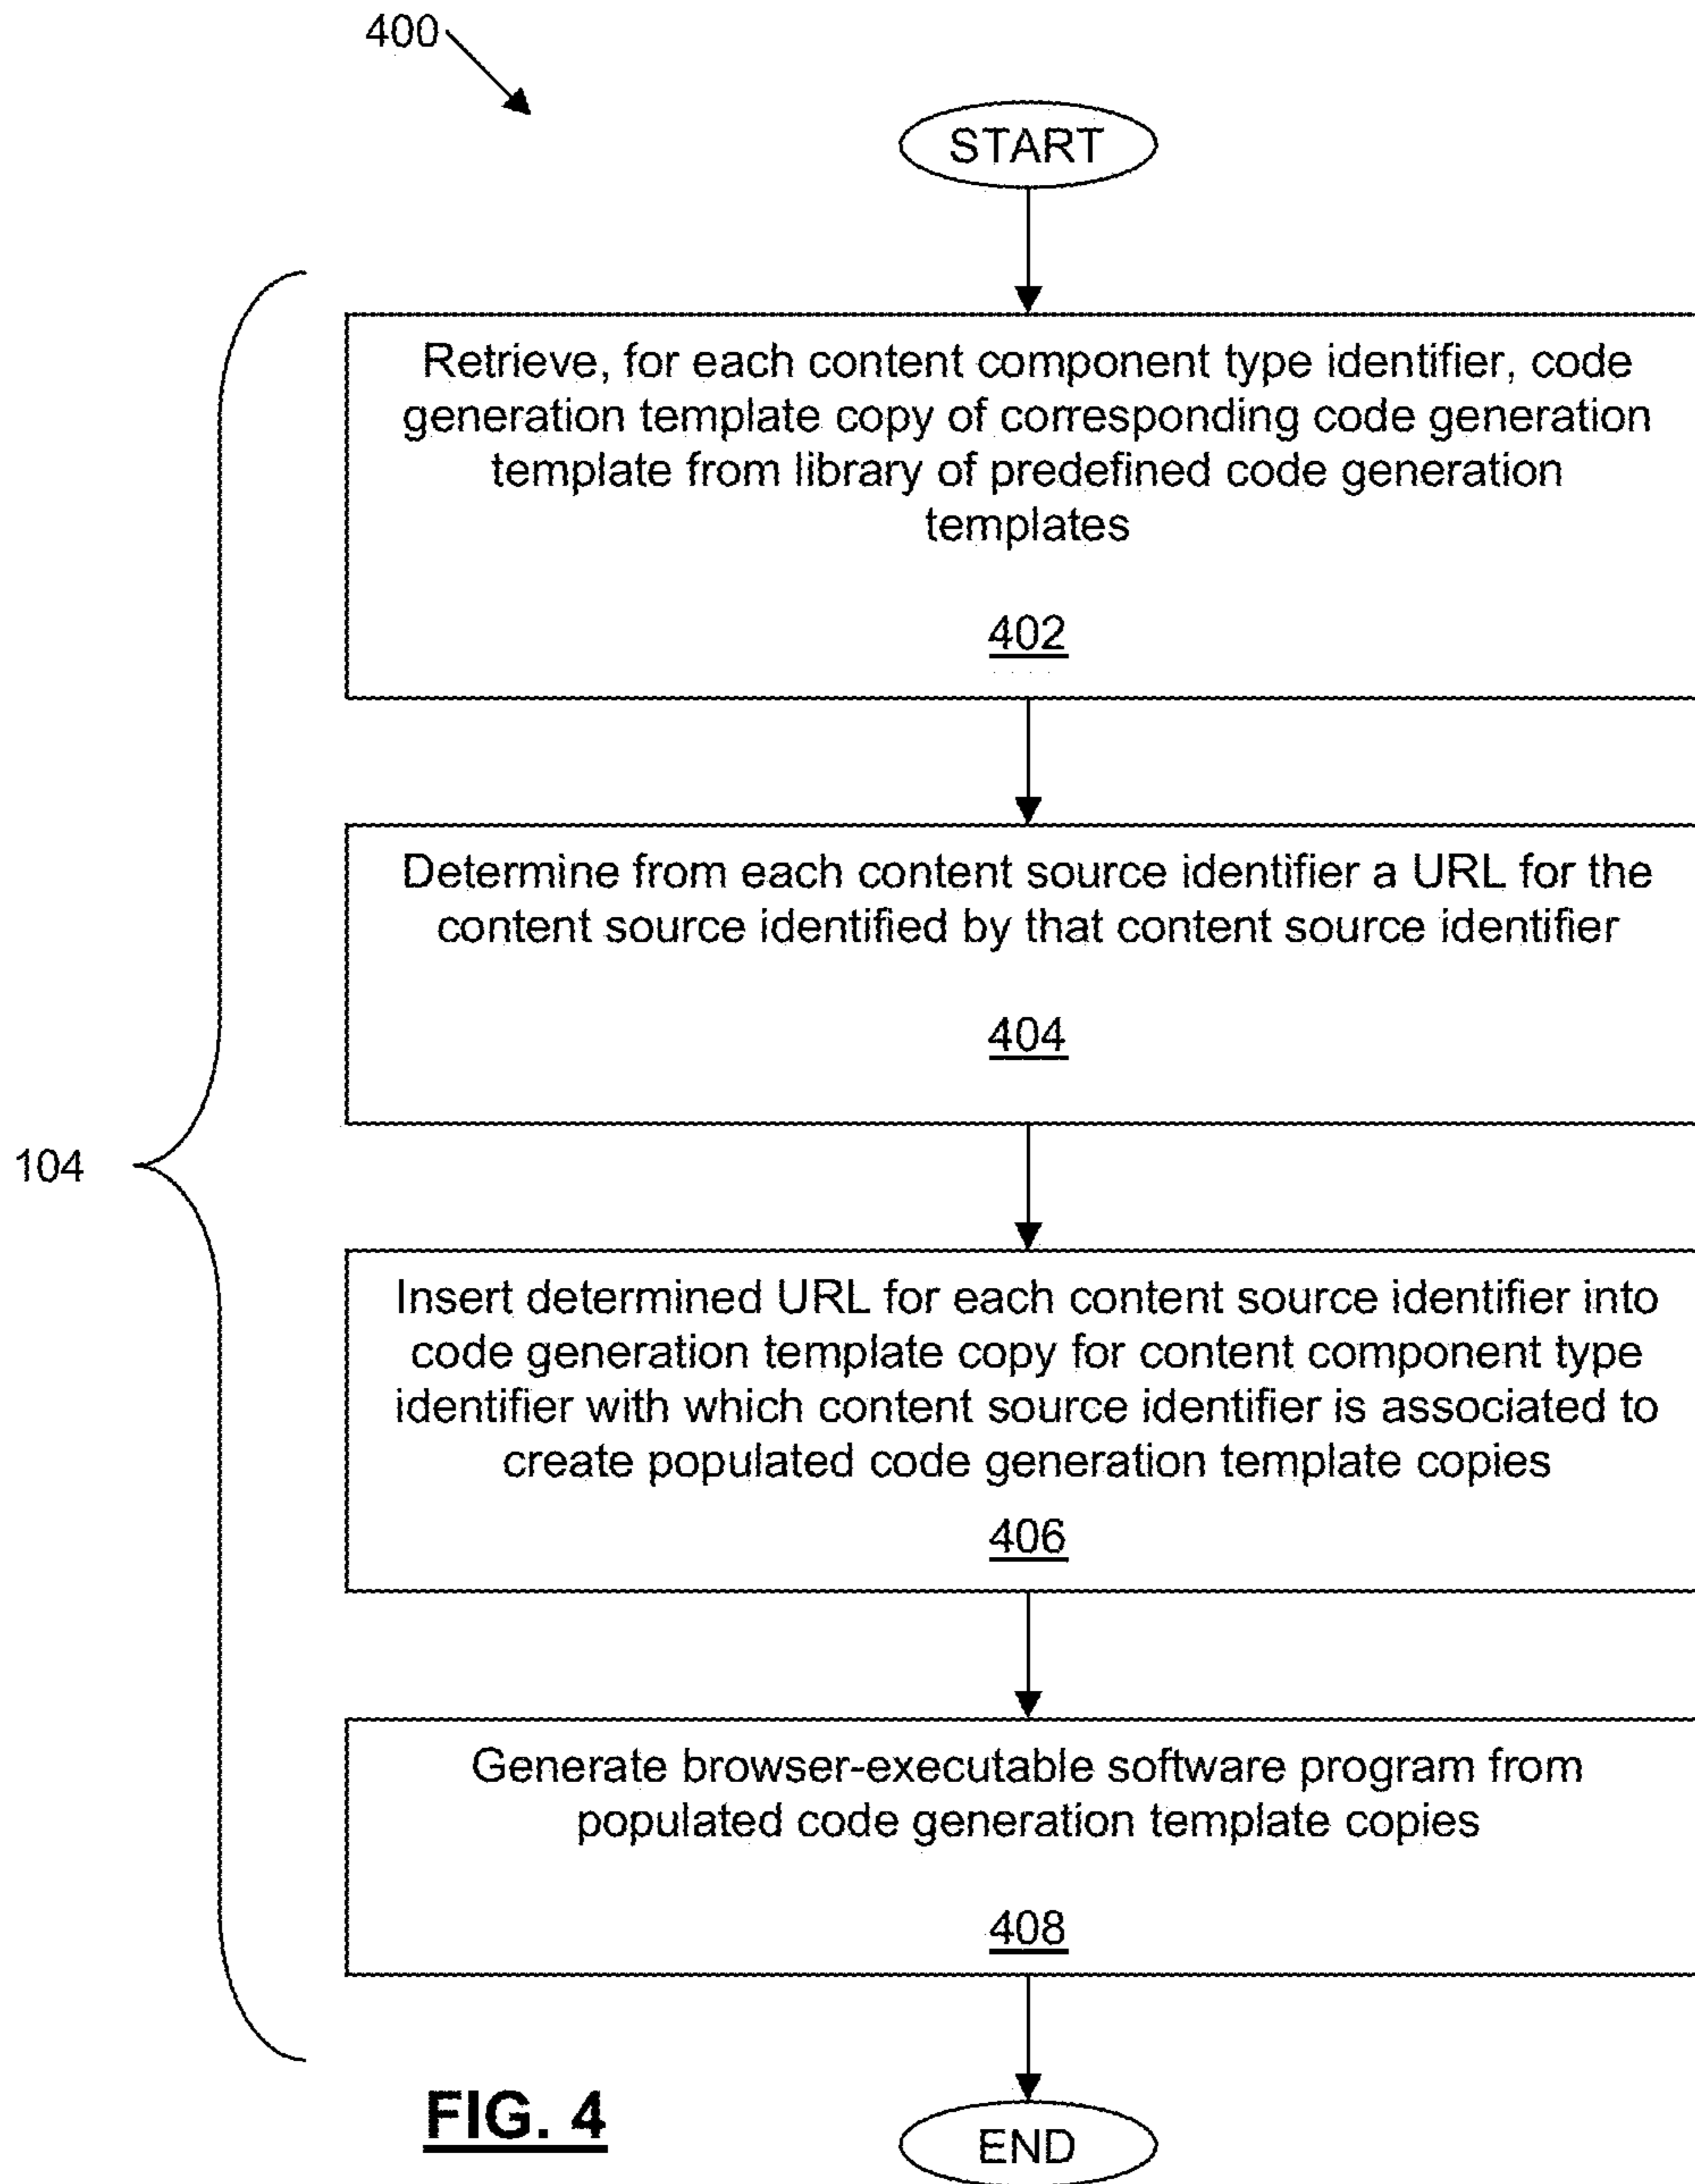 400
START
Retrieve, for each content component type identifier, code
generation template copy of corresponding code generation
template from library of predefined code generation
templates
402
Determine from each content source identifier a URL for the
content source identified by that content source identifier
404
104
Insert determined URL for each content source identifier into
code generation template copy for content component type
identifier with which content source identifier is associated to
create populated code generation template copies
406
Generate browser-executable software program from
populated code generation template copies
408
FIG. 4
END